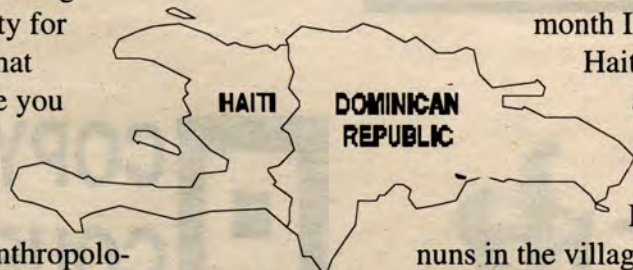 ty for
hat
e you
nthropolo-
HAITI
DOMINICAN
REPUBLIC
month I
Hait
nuns in the villag